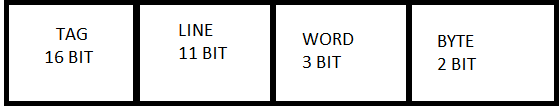 TAG
16 BIT
LINE
11 BIT
WORD
3 BIT
BYTE
2 BIT